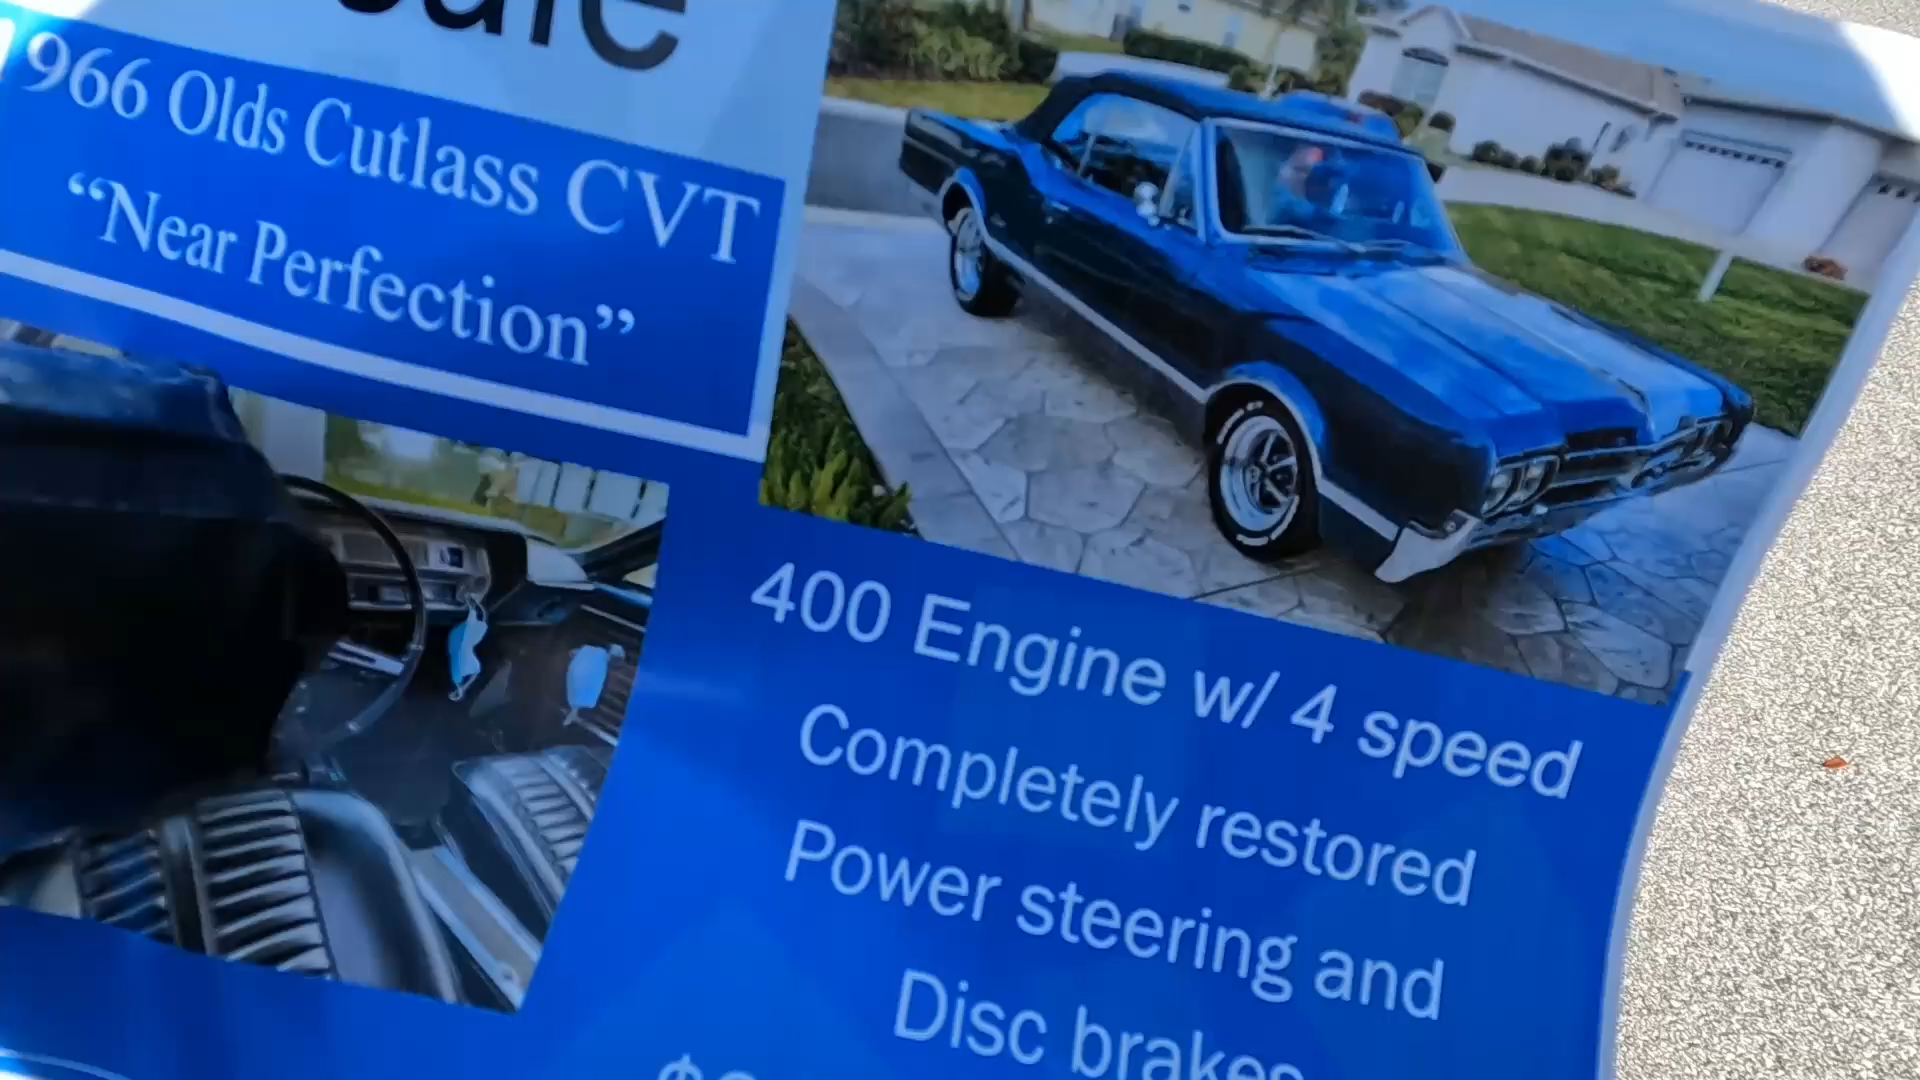 966 Olds Cutlass CVT
“Near Perfection”
400 Engine w/ 4 speed
Completely restored
Power steering and
Disc brakes